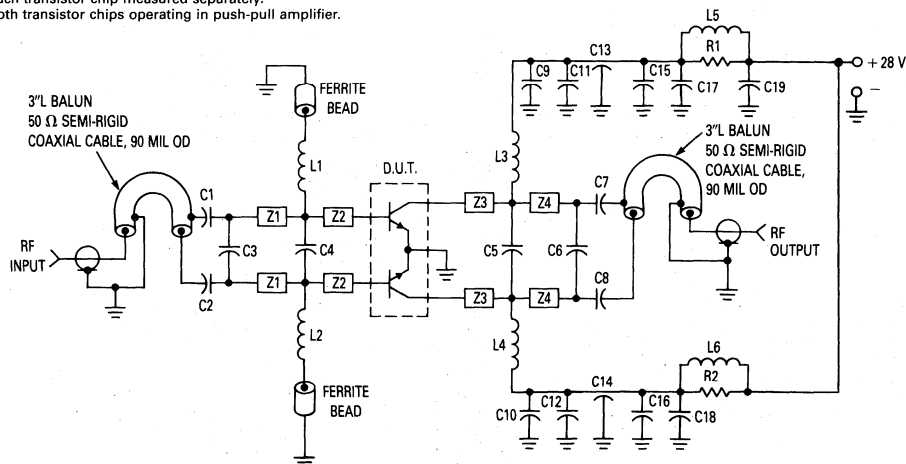 each transistor chip measured separately.
both transistor chips operating in push-pull amplifier.
L5
R1
C13
C9
C11
C15
C17
C19
+ 28 V
−
FERRITE
BEAD
3"L BALUN
50 Ω SEMI-RIGID
COAXIAL CABLE, 90 MIL OD
3"L BALUN
50 Ω SEMI-RIGID
COAXIAL CABLE,
90 MIL OD
L1
L3
D.U.T.
C1
Z1
Z2
Z3
Z4
C7
C3
C4
C5
C6
RF
INPUT
RF
OUTPUT
C2
Z1
Z2
Z3
Z4
C8
L2
L4
L6
R2
FERRITE
BEAD
C10
C12
C14
C16
C18